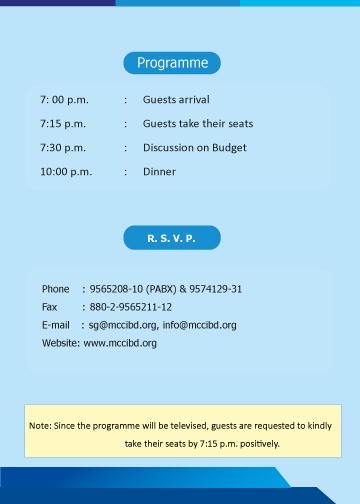 Programme
7: 00 p.m. : Guests arrival
7:15 p.m. : Guests take their seats
7:30 p.m. : Discussion on Budget
10:00 p.m. : Dinner
R. S. V. P.
Phone : 9565208-10 (PABX) & 9574129-31
Fax : 880-2-9565211-12
E-mail : sg@mccibd.org, info@mccibd.org
Website: www.mccibd.org
Note: Since the programme will be televised, guests are requested to kindly
take their seats by 7:15 p.m. positively.